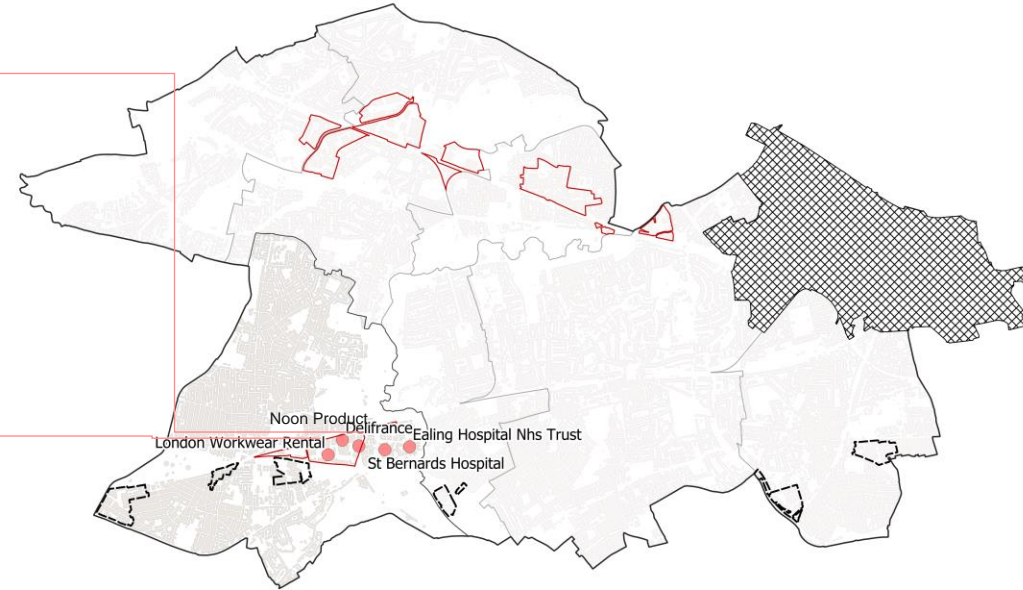 Noon Product
Delifrance
Ealing Hospital Nhs Trust
London Workwear Rental
St Bernards Hospital